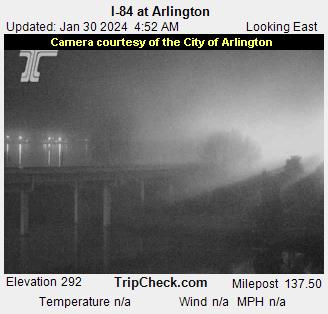 I-84 at Arlington
Updated: Jan 30 2024 4:52 AM Looking East
Camera courtesy of the City of Arlington
Elevation 292 TripCheck.com Milepost 137.50
Temperature n/a Wind n/a MPH n/a